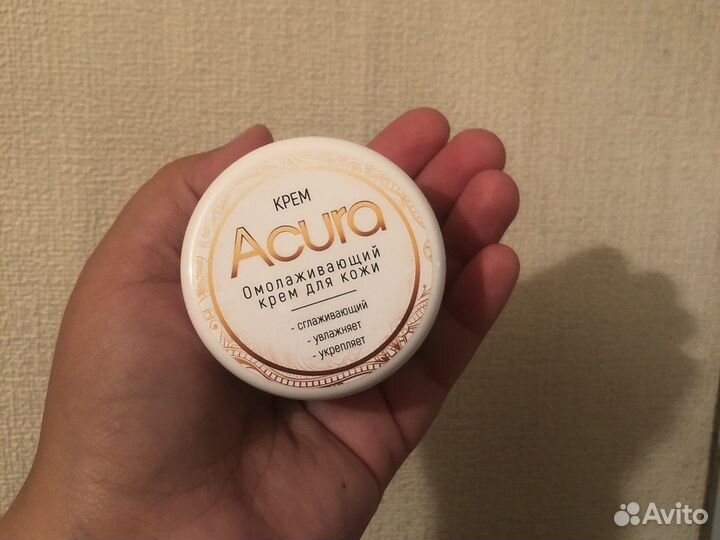 КРЕМ
Acura
Омолаживающий
крем для кожи
- сглаживающий
- увлажняет
- укрепляет
Avito